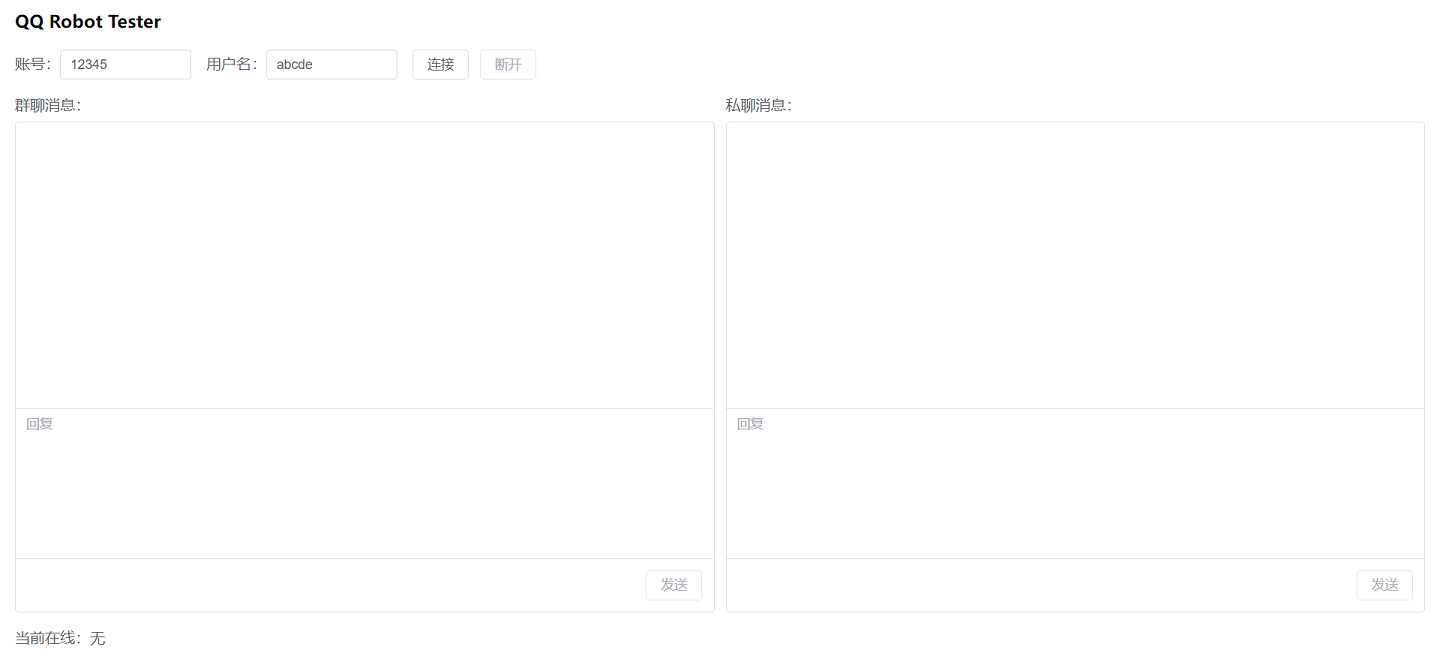 QQ Robot Tester
账号： 12345 用户名： abcde 连接 断开
群聊消息： 私聊消息：
回复 回复
发送 发送
当前在线：无